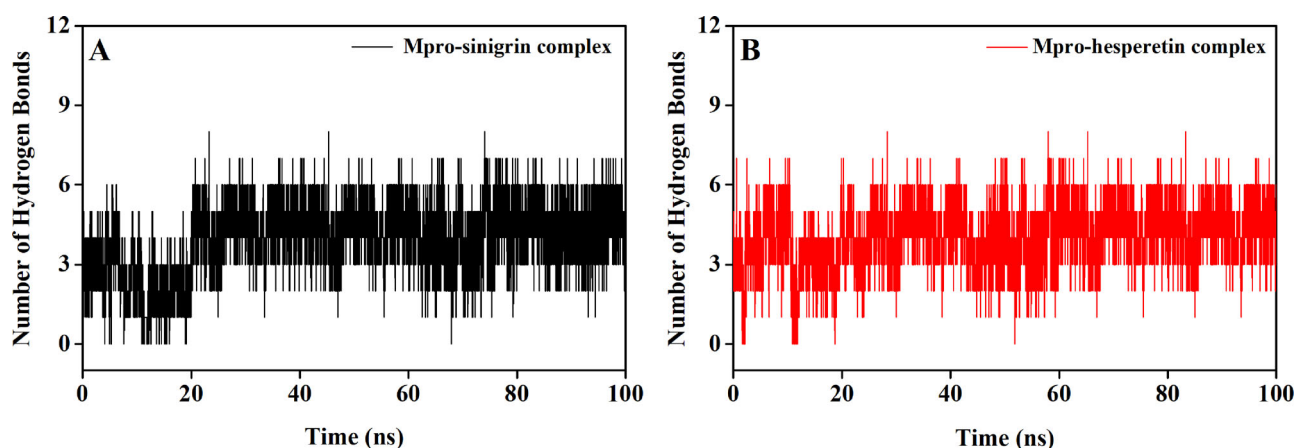 A
Mpro-sinigrin complex
Number of Hydrogen Bonds
12
9
6
3
0
0 20 40 60 80 100
Time (ns)
B
Mpro-hesperetin complex
Number of Hydrogen Bonds
12
9
6
3
0
0 20 40 60 80 100
Time (ns)